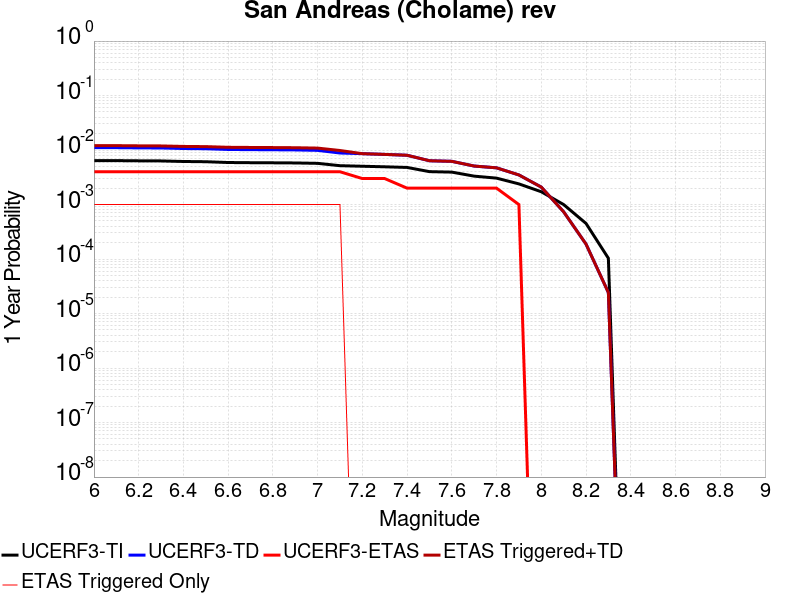 San Andreas (Cholame) rev
10^0
10^-1
10^-2
10^-3
10^-4
10^-5
10^-6
10^-7
10^-8
1 Year Probability
6 6.2 6.4 6.6 6.8 7 7.2 7.4 7.6 7.8 8 8.2 8.4 8.6 8.8 9
Magnitude
UCERF3-TI UCERF3-TD UCERF3-ETAS ETAS Triggered+TD
ETAS Triggered Only